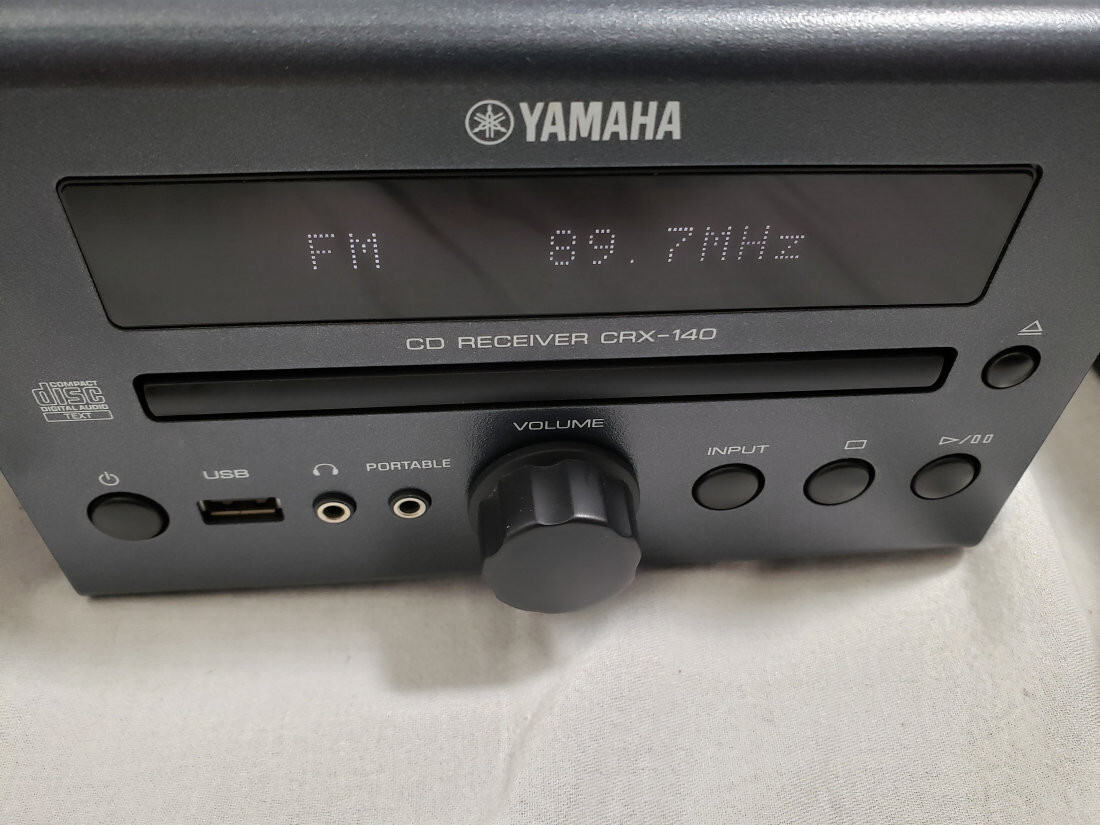 YAMAHA
FM 89.7MHz
CD RECEIVER CRX-140
COMPACT
disc
DIGITAL AUDIO
TEXT
VOLUME
INPUT
USB
PORTABLE